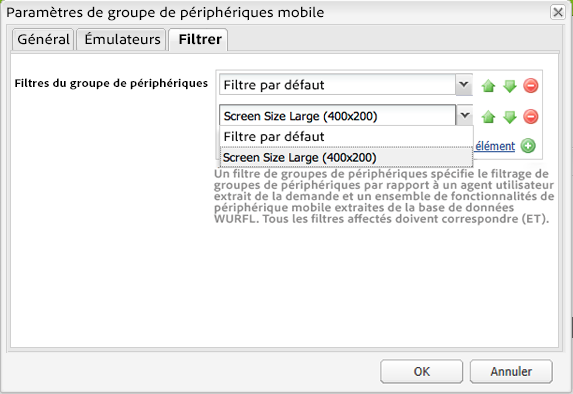 Paramètres de groupe de périphériques mobile
Général
Émulateurs
Filtrer
Filtres du groupe de périphériques
Filtre par défaut
Screen Size Large (400x200)
Filtre par défaut
Screen Size Large (400x200)
élément
Un filtre de groupes de périphériques spécifie le filtrage de
groupes de périphériques par rapport à un agent utilisateur
extrait de la demande et un ensemble de fonctionnalités de
périphérique mobile extraites de la base de données
WURFL. Tous les filtres affectés doivent correspondre (ET).
OK
Annuler